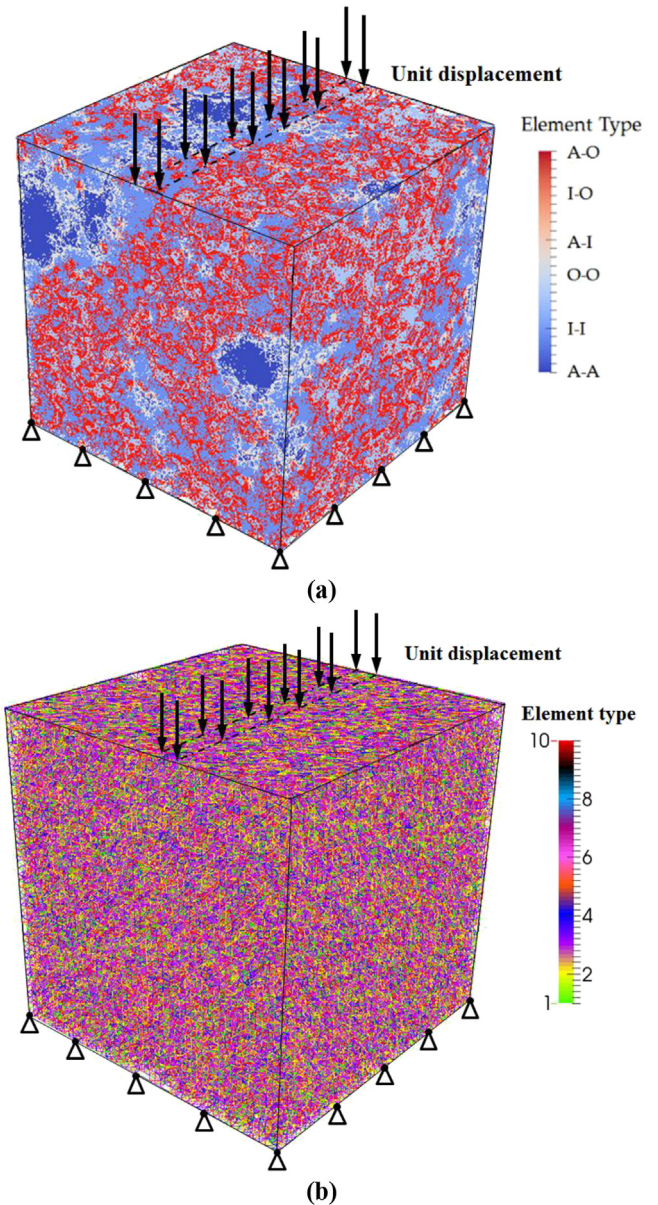 Unit displacement
Element Type
A-O
I-O
A-I
O-O
I-I
A-A
(a)
Unit displacement
Element type
10
8
6
4
2
1
(b)